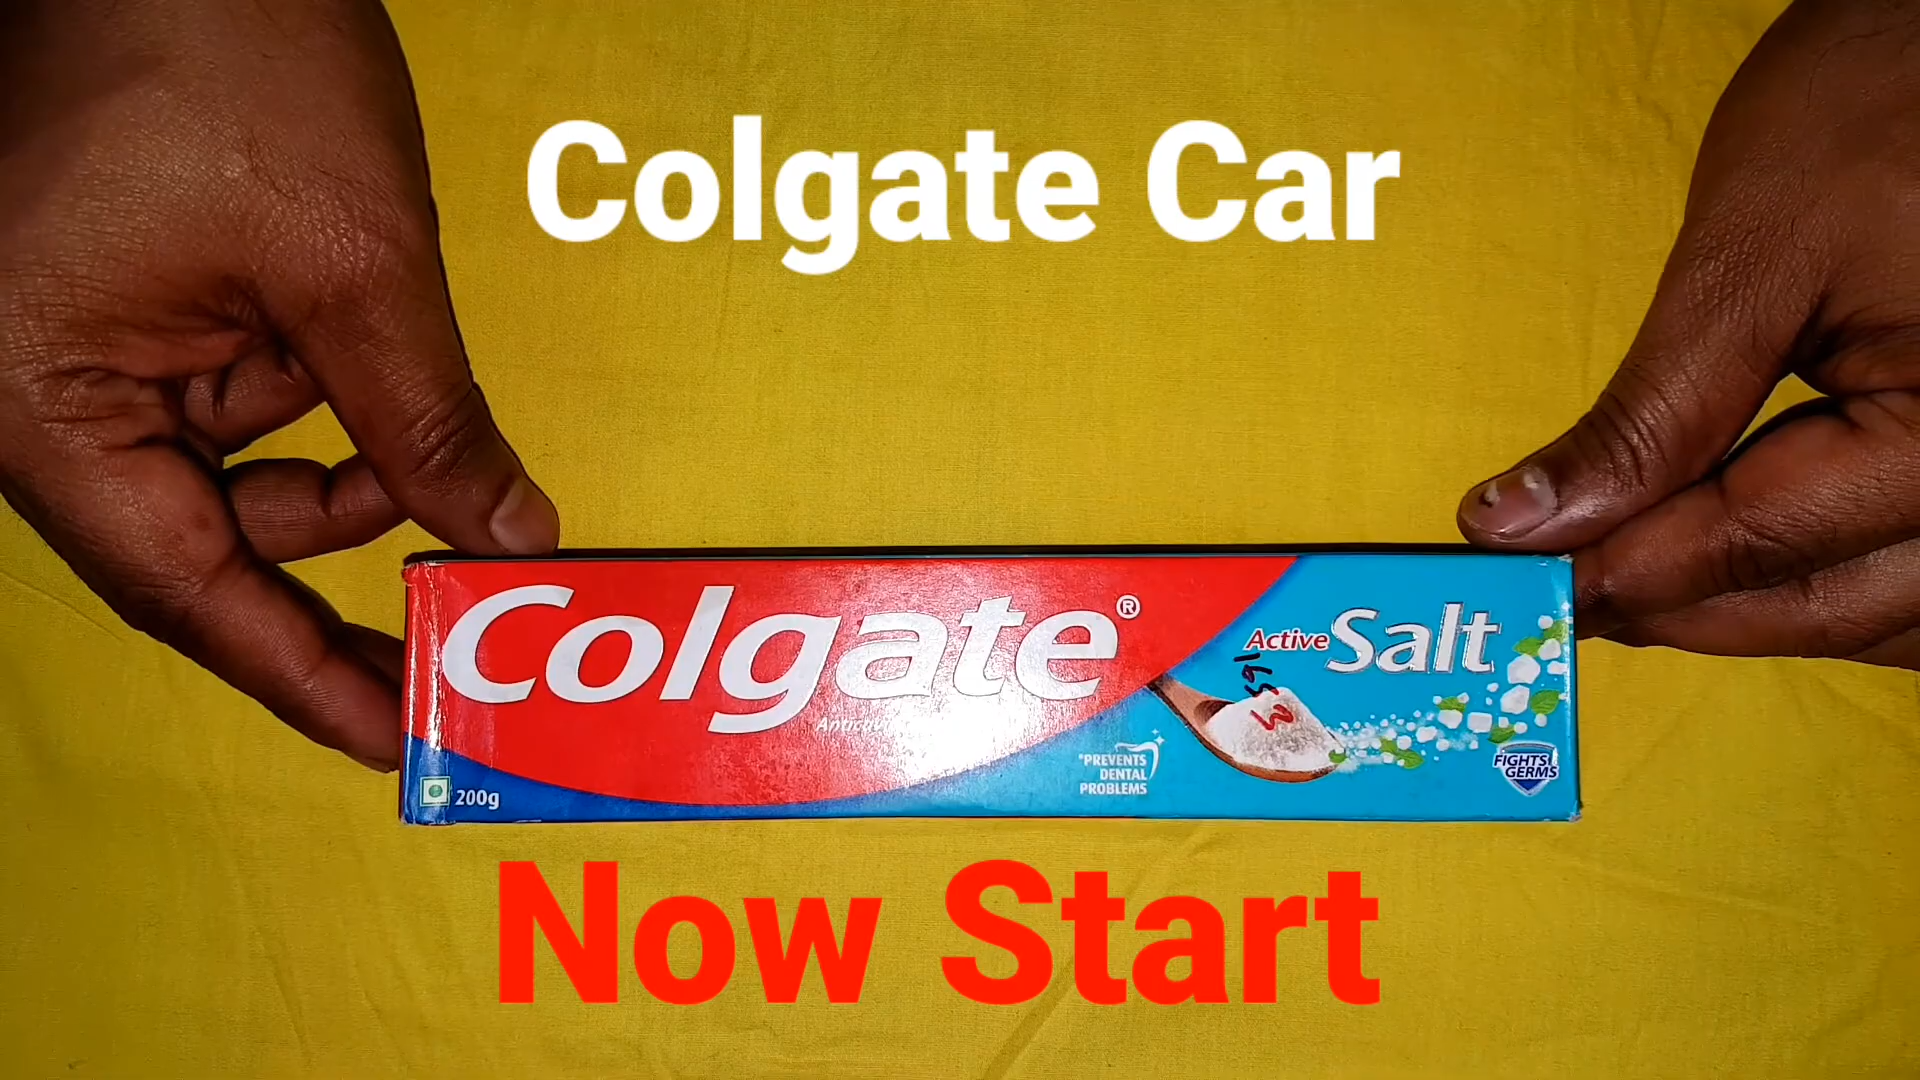 Colgate Car
Colgate®
Active Salt
*PREVENTS
DENTAL
PROBLEMS
FIGHTS
GERMS
200g
Now Start